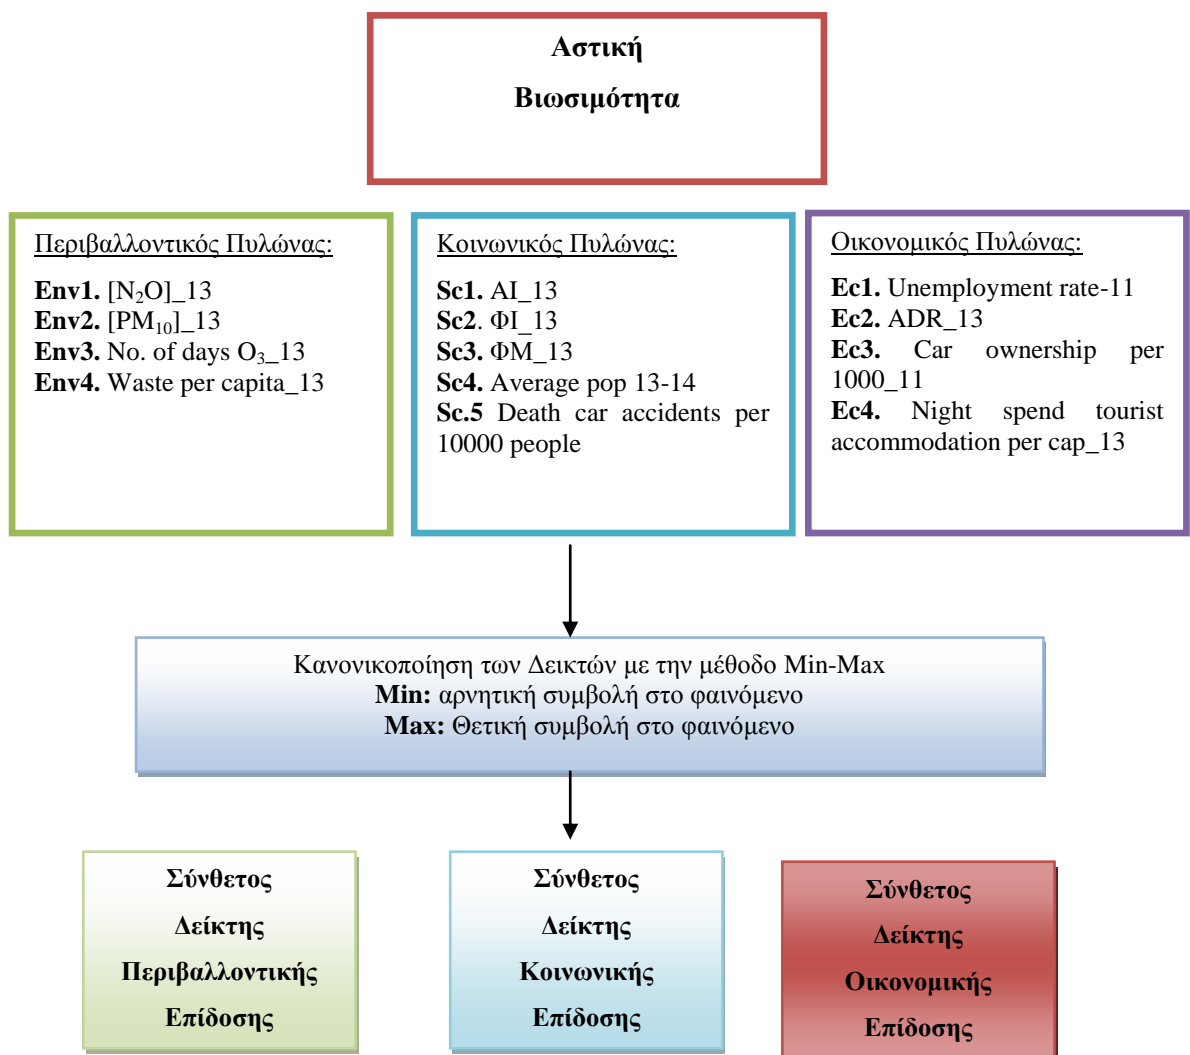 Αστική
Βιωσιμότητα
Περιβαλλοντικός Πυλώνας:
Env1. [N₂O]_13
Env2. [PM₁₀]_13
Env3. No. of days O₃_13
Env4. Waste per capita_13
Κοινωνικός Πυλώνας:
Sc1. ΑΙ_13
Sc2. ΦΙ_13
Sc3. ΦΜ_13
Sc4. Average pop 13-14
Sc.5 Death car accidents per
10000 people
Οικονομικός Πυλώνας:
Ec1. Unemployment rate-11
Ec2. ADR_13
Ec3. Car ownership per
1000_11
Ec4. Night spend tourist
accommodation per cap_13
Κανονικοποίηση των Δεικτών με την μέθοδο Min-Max
Min: αρνητική συμβολή στο φαινόμενο
Max: Θετική συμβολή στο φαινόμενο
Σύνθετος
Δείκτης
Περιβαλλοντικής
Επίδοσης
Σύνθετος
Δείκτης
Κοινωνικής
Επίδοσης
Σύνθετος
Δείκτης
Οικονομικής
Επίδοσης